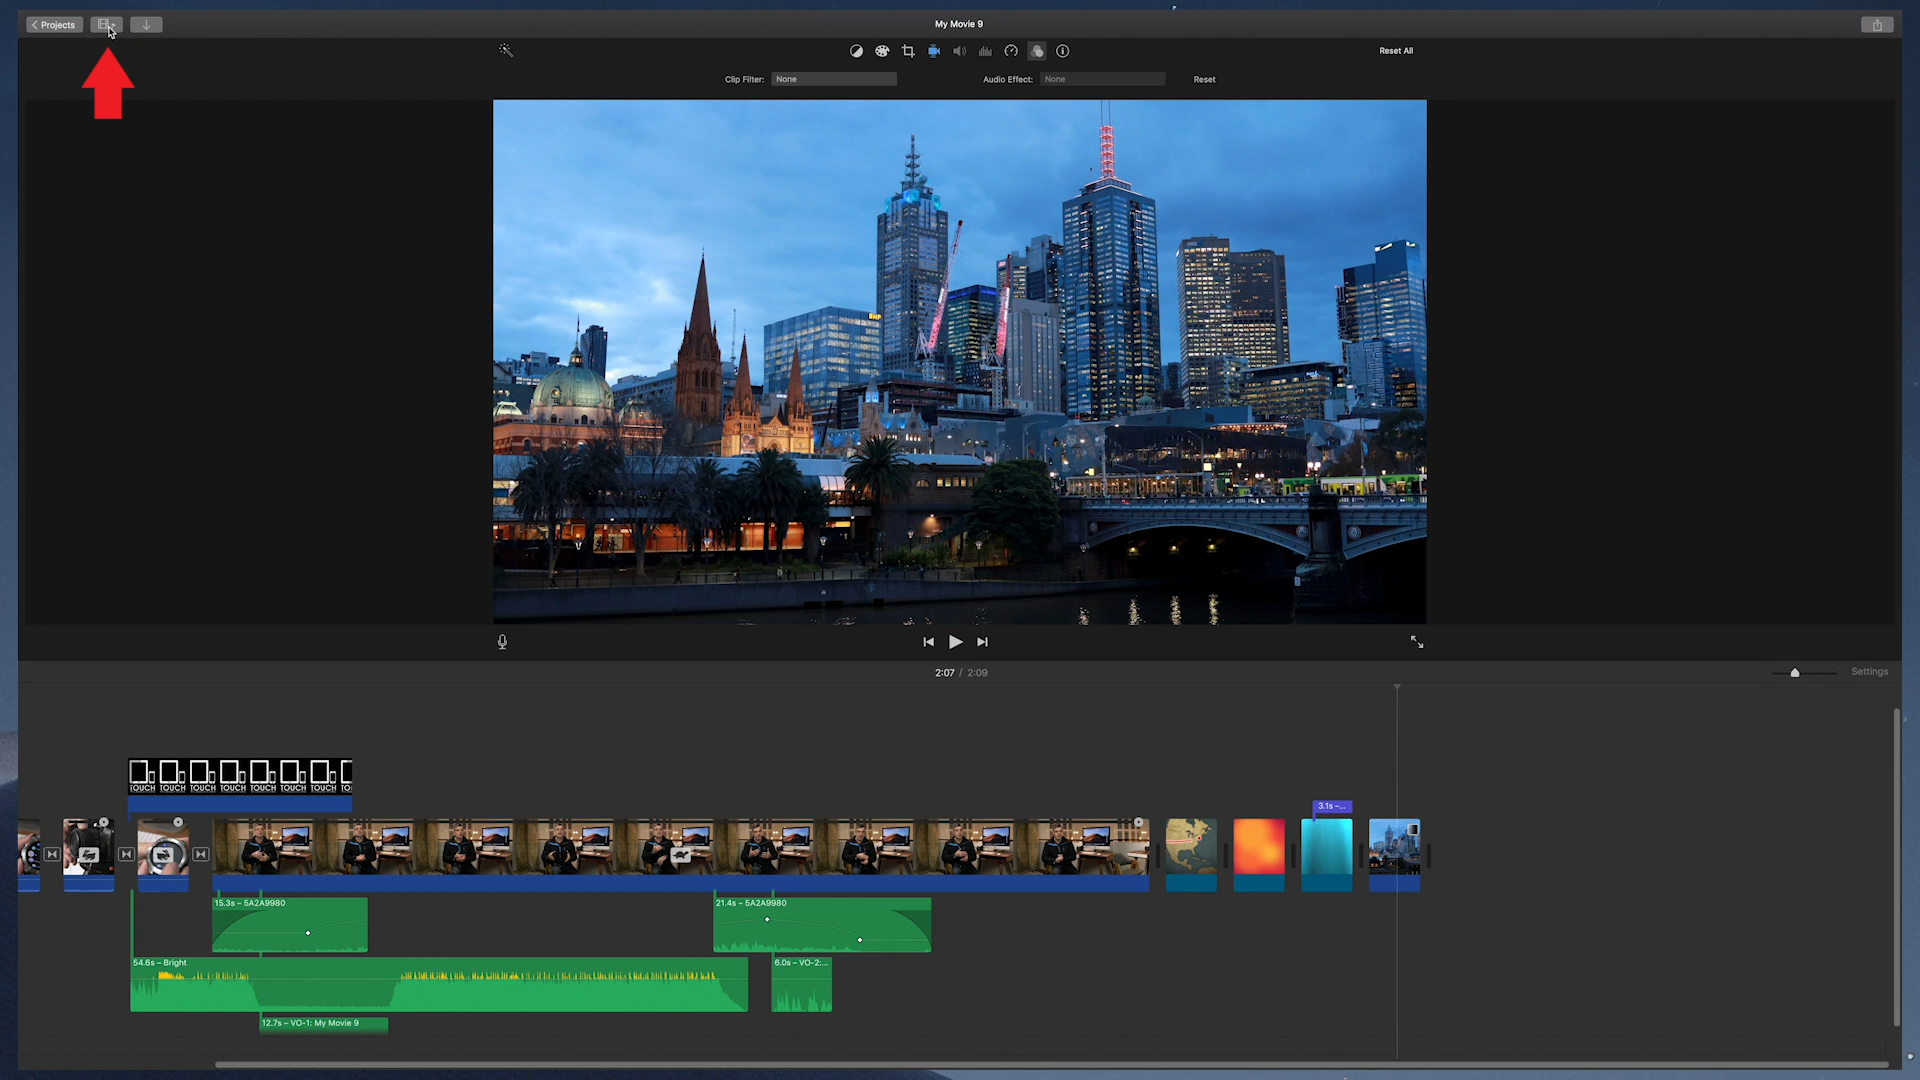 Projects
My Movie 9
Reset All
Clip Filter: None
Audio Effect: None
Reset
BHP
2:07 / 2:09
Settings
TOUCH TOUCH TOUCH TOUCH TOUCH TOUCH TOUCH TO
3.1s –...
15.3s – 5A2A9980
21.4s – 5A2A9980
54.6s – Bright
6.0s – VO-2:...
12.7s – VO-1: My Movie 9